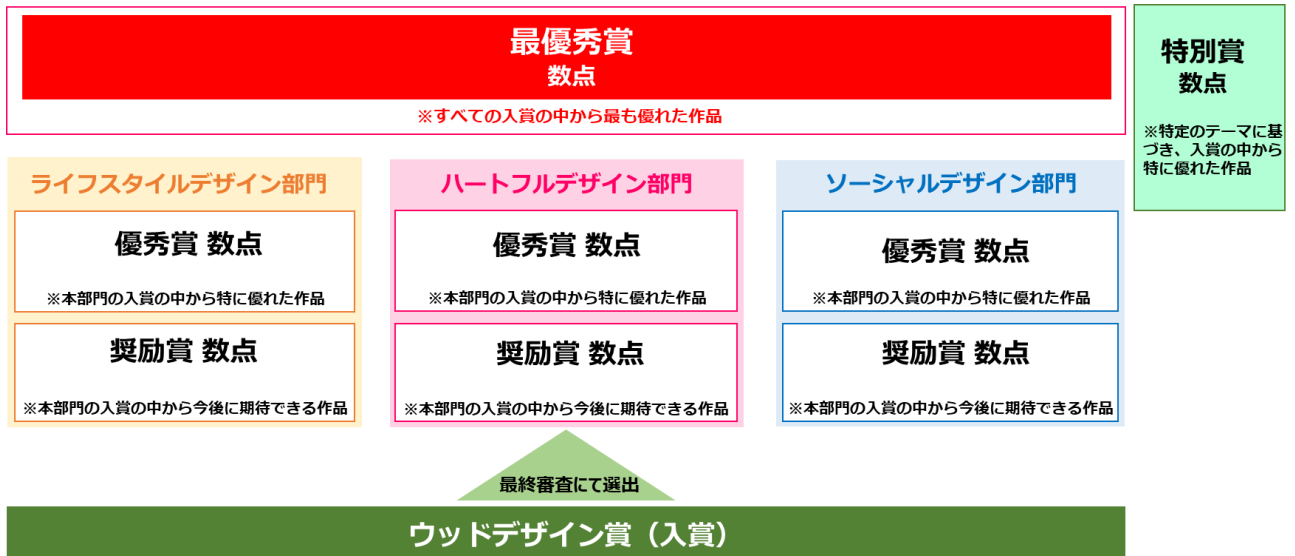 最優秀賞
数点
※すべての入賞の中から最も優れた作品
特別賞
数点
※特定のテーマに基
づき、入賞の中から
特に優れた作品
ライフスタイルデザイン部門
優秀賞 数点
※本部門の入賞の中から特に優れた作品
奨励賞 数点
※本部門の入賞の中から今後に期待できる作品
ハートフルデザイン部門
優秀賞 数点
※本部門の入賞の中から特に優れた作品
奨励賞 数点
※本部門の入賞の中から今後に期待できる作品
ソーシャルデザイン部門
優秀賞 数点
※本部門の入賞の中から特に優れた作品
奨励賞 数点
※本部門の入賞の中から今後に期待できる作品
最終審査にて選出
ウッドデザイン賞（入賞）